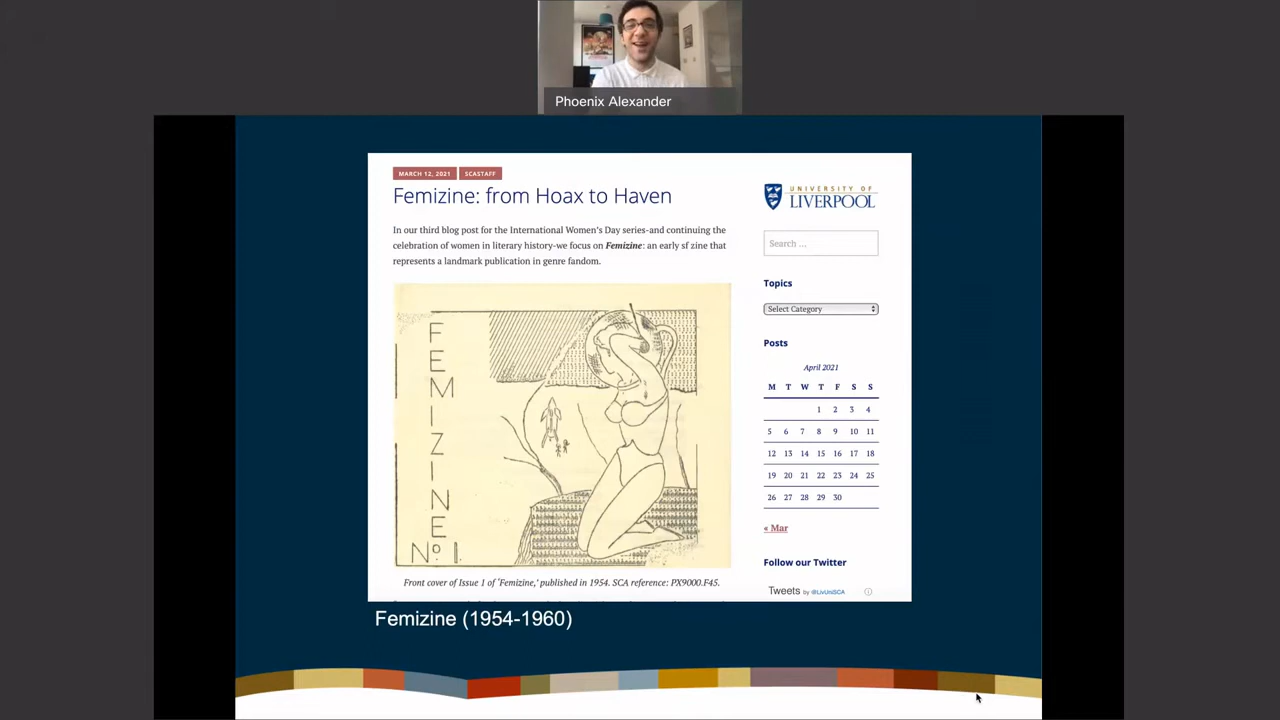 Phoenix Alexander
MARCH 12, 2021 SCASTAFF
Femizine: from Hoax to Haven
In our third blog post for the International Women's Day series-and continuing the
celebration of women in literary history-we focus on Femizine: an early sf zine that
represents a landmark publication in genre fandom.
FEMIZINE
No 1.
Front cover of Issue 1 of 'Femizine,' published in 1954. SCA reference: PX9000.F45.
UNIVERSITY OF
LIVERPOOL
Search ...
Topics
Select Category
Posts
April 2021
M T W T F S S
1 2 3 4
5 6 7 8 9 10 11
12 13 14 15 16 17 18
19 20 21 22 23 24 25
26 27 28 29 30
« Mar
Follow our Twitter
Tweets by @LivUniSCA
Femizine (1954-1960)